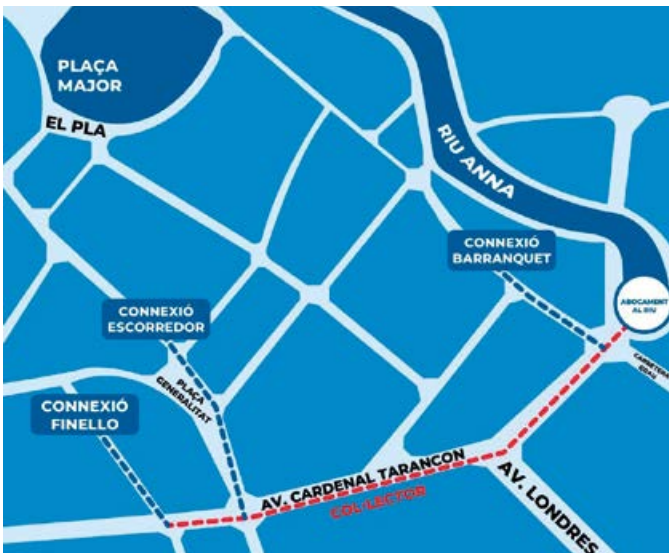 PLAÇA
MAJOR
EL PLA
RIU ANNA
CONNEXIÓ
BARRANQUET
ABOCAMENT
AL RIU
CONNEXIÓ
ESCORREDOR
CARRETERA
PLAÇA
GENERALITAT
CONNEXIÓ
FINELLO
AV. CARDENAL TARANCON
COL·LECTOR
AV. LONDRES